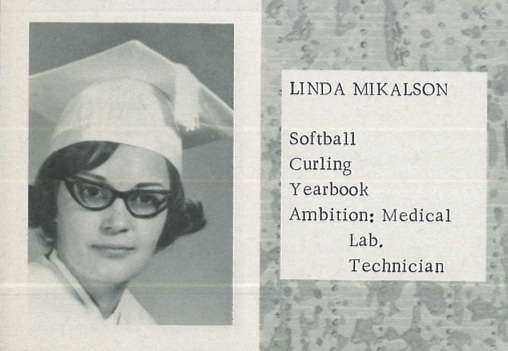 LINDA MIKALSON
Softball
Curling
Yearbook
Ambition: Medical
Lab.
Technician